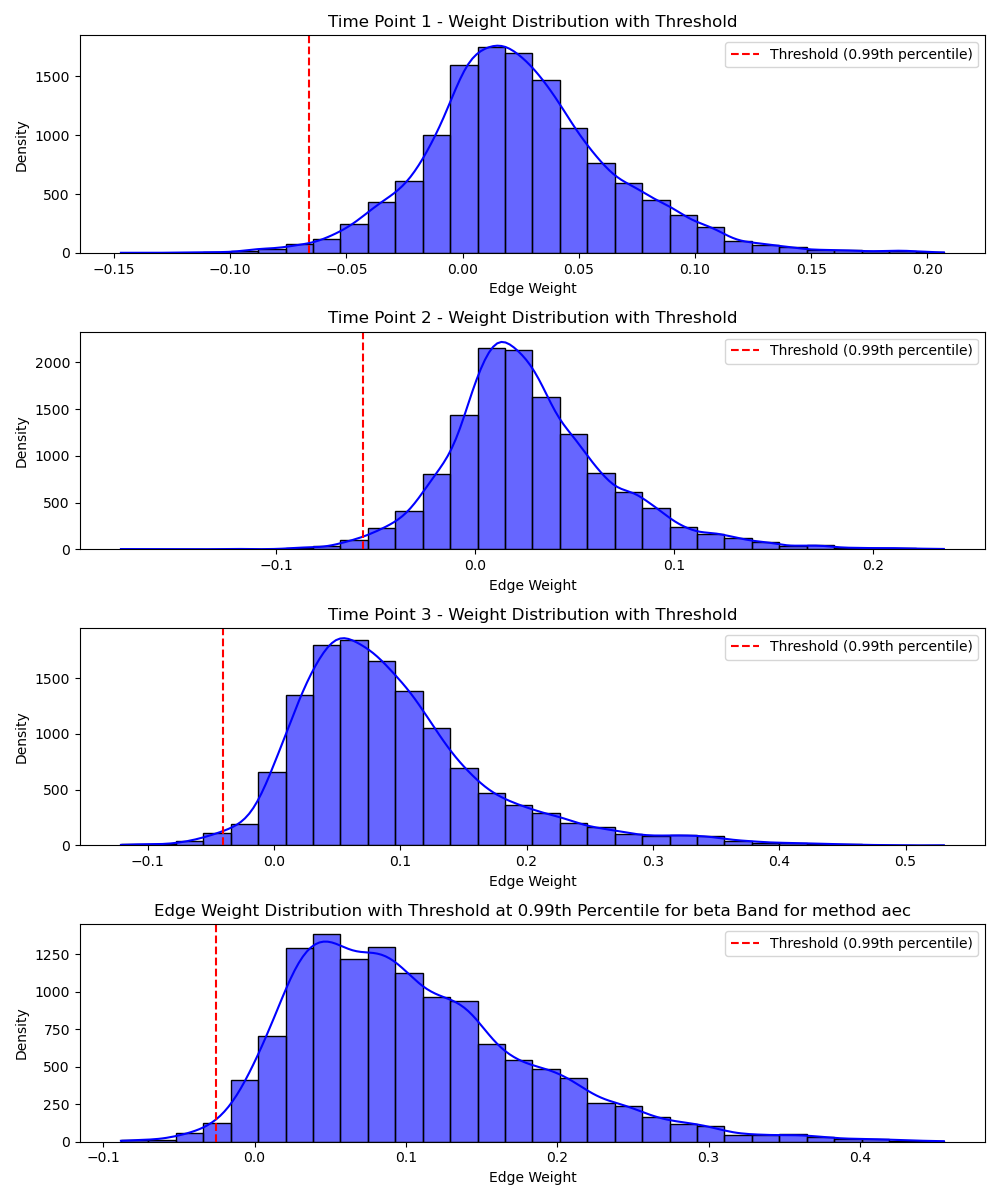 Time Point 1 - Weight Distribution with Threshold
Threshold (0.99th percentile)
Density
1500
1000
500
0
−0.15 −0.10 −0.05 0.00 0.05 0.10 0.15 0.20
Edge Weight
Time Point 2 - Weight Distribution with Threshold
Threshold (0.99th percentile)
Density
2000
1500
1000
500
0
−0.1 0.0 0.1 0.2
Edge Weight
Time Point 3 - Weight Distribution with Threshold
Threshold (0.99th percentile)
Density
1500
1000
500
0
−0.1 0.0 0.1 0.2 0.3 0.4 0.5
Edge Weight
Edge Weight Distribution with Threshold at 0.99th Percentile for beta Band for method aec
Threshold (0.99th percentile)
Density
1250
1000
750
500
250
0
−0.1 0.0 0.1 0.2 0.3 0.4
Edge Weight